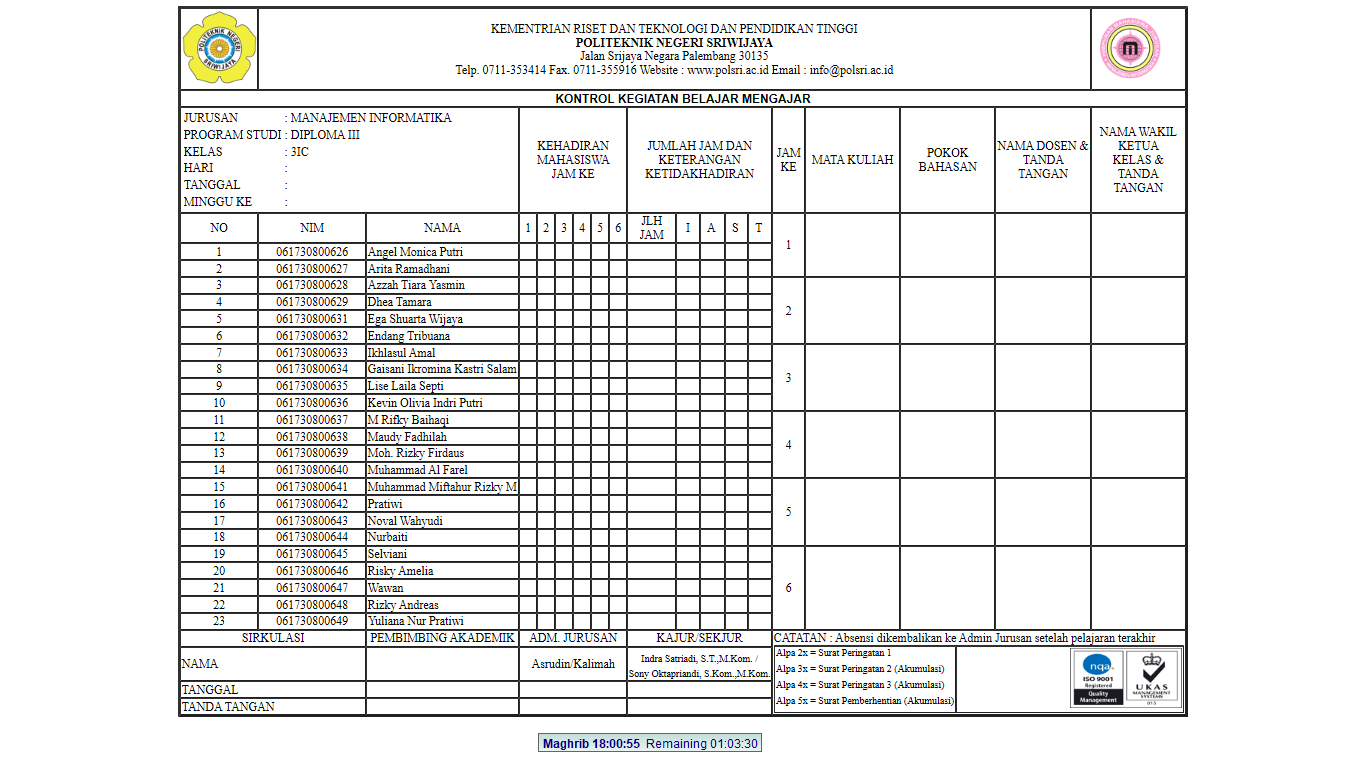 KEMENTRIAN RISET DAN TEKNOLOGI DAN PENDIDIKAN TINGGI
POLITEKNIK NEGERI SRIWIJAYA
Jalan Srijaya Negara Palembang 30135
Telp. 0711-353414 Fax. 0711-355916 Website : www.polsri.ac.id Email : info@polsri.ac.id
POLITEKNIK NEGERI
SRIWIJAYA
KONTROL KEGIATAN BELAJAR MENGAJAR
JURUSAN : MANAJEMEN INFORMATIKA
PROGRAM STUDI : DIPLOMA III
KELAS : 3IC
HARI :
TANGGAL :
MINGGU KE :
KEHADIRAN
MAHASISWA
JAM KE
JUMLAH JAM DAN
KETERANGAN
KETIDAKHADIRAN
JAM
KE
MATA KULIAH
POKOK
BAHASAN
NAMA DOSEN &
TANDA
TANGAN
NAMA WAKIL
KETUA
KELAS &
TANDA
TANGAN
NO NIM NAMA 1 2 3 4 5 6 JLH JAM I A S T
1 061730800626 Angel Monica Putri
2 061730800627 Arita Ramadhani
3 061730800628 Azzah Tiara Yasmin
4 061730800629 Dhea Tamara
5 061730800631 Ega Shuarta Wijaya
6 061730800632 Endang Tribuana
7 061730800633 Ikhlasul Amal
8 061730800634 Gaisani Ikromina Kastri Salam
9 061730800635 Lise Laila Septi
10 061730800636 Kevin Olivia Indri Putri
11 061730800637 M Rifky Baihaqi
12 061730800638 Maudy Fadhilah
13 061730800639 Moh. Rizky Firdaus
14 061730800640 Muhammad Al Farel
15 061730800641 Muhammad Miftahur Rizky M
16 061730800642 Pratiwi
17 061730800643 Noval Wahyudi
18 061730800644 Nurbaiti
19 061730800645 Selviani
20 061730800646 Risky Amelia
21 061730800647 Wawan
22 061730800648 Rizky Andreas
23 061730800649 Yuliana Nur Pratiwi
1
2
3
4
5
6
SIRKULASI PEMBIMBING AKADEMIK ADM. JURUSAN KAJUR/SEKJUR
NAMA Asrudin/Kalimah Indra Satriadi, S.T.,M.Kom. /
Sony Oktapriandi, S.Kom.,M.Kom.
TANGGAL
TANDA TANGAN
CATATAN : Absensi dikembalikan ke Admin Jurusan setelah pelajaran terakhir
Alpa 2x = Surat Peringatan 1
Alpa 3x = Surat Peringatan 2 (Akumulasi)
Alpa 4x = Surat Peringatan 3 (Akumulasi)
Alpa 5x = Surat Pemberhentian (Akumulasi)
nqa.
ISO 9001
Registered
Quality
Management
UKAS
MANAGEMENT
SYSTEMS
015
Maghrib 18:00:55 Remaining 01:03:30